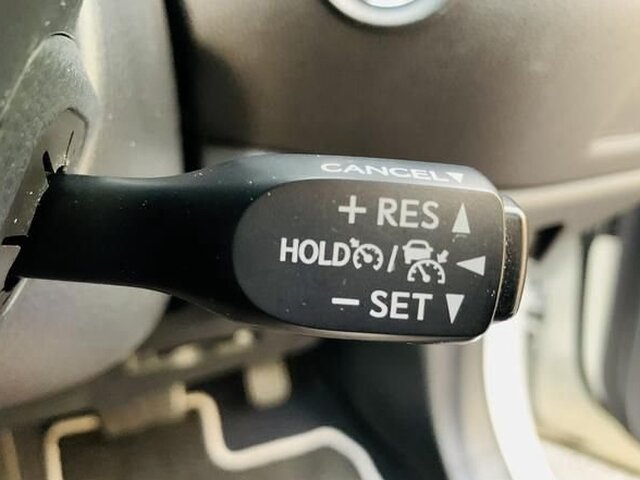 CANCEL▼
+ RES ▲
HOLD / ◀
− SET ▼